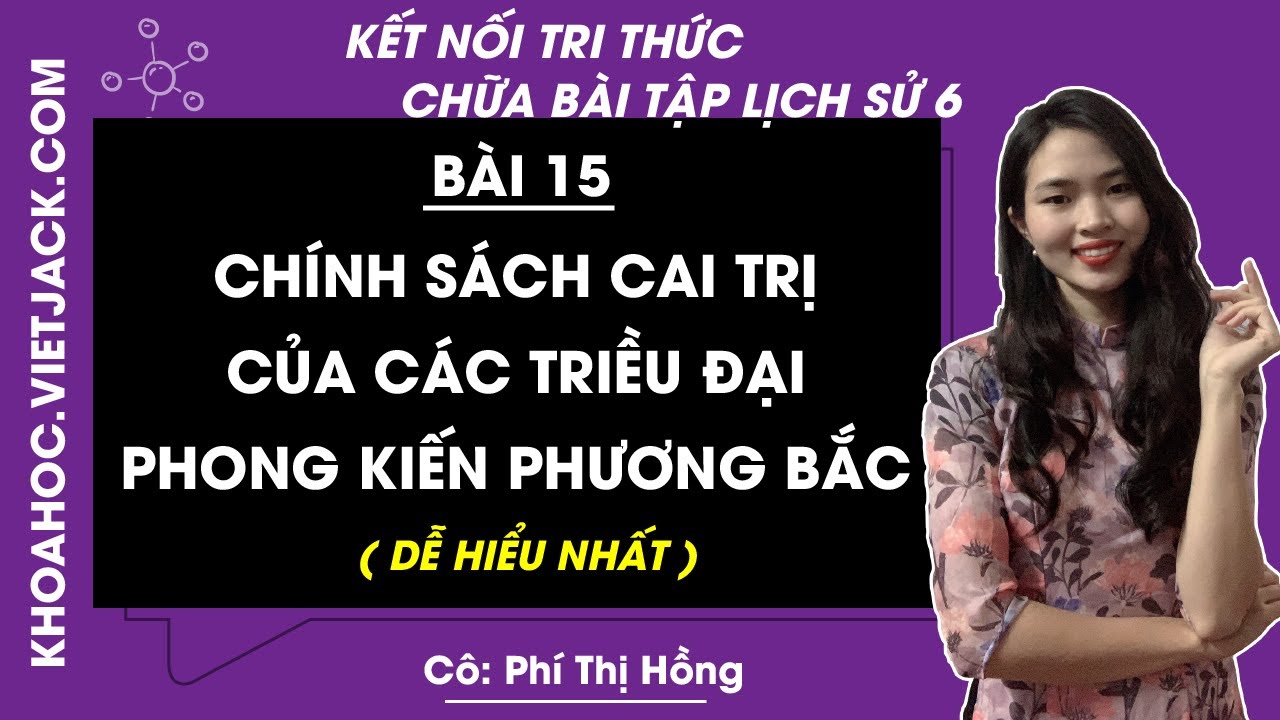 KẾT NỐI TRI THỨC
CHỮA BÀI TẬP LỊCH SỬ 6
KHOAHOC.VIETJACK.COM
BÀI 15
CHÍNH SÁCH CAI TRỊ
CỦA CÁC TRIỀU ĐẠI
PHONG KIẾN PHƯƠNG BẮC
( DỄ HIỂU NHẤT )
Cô: Phí Thị Hồng